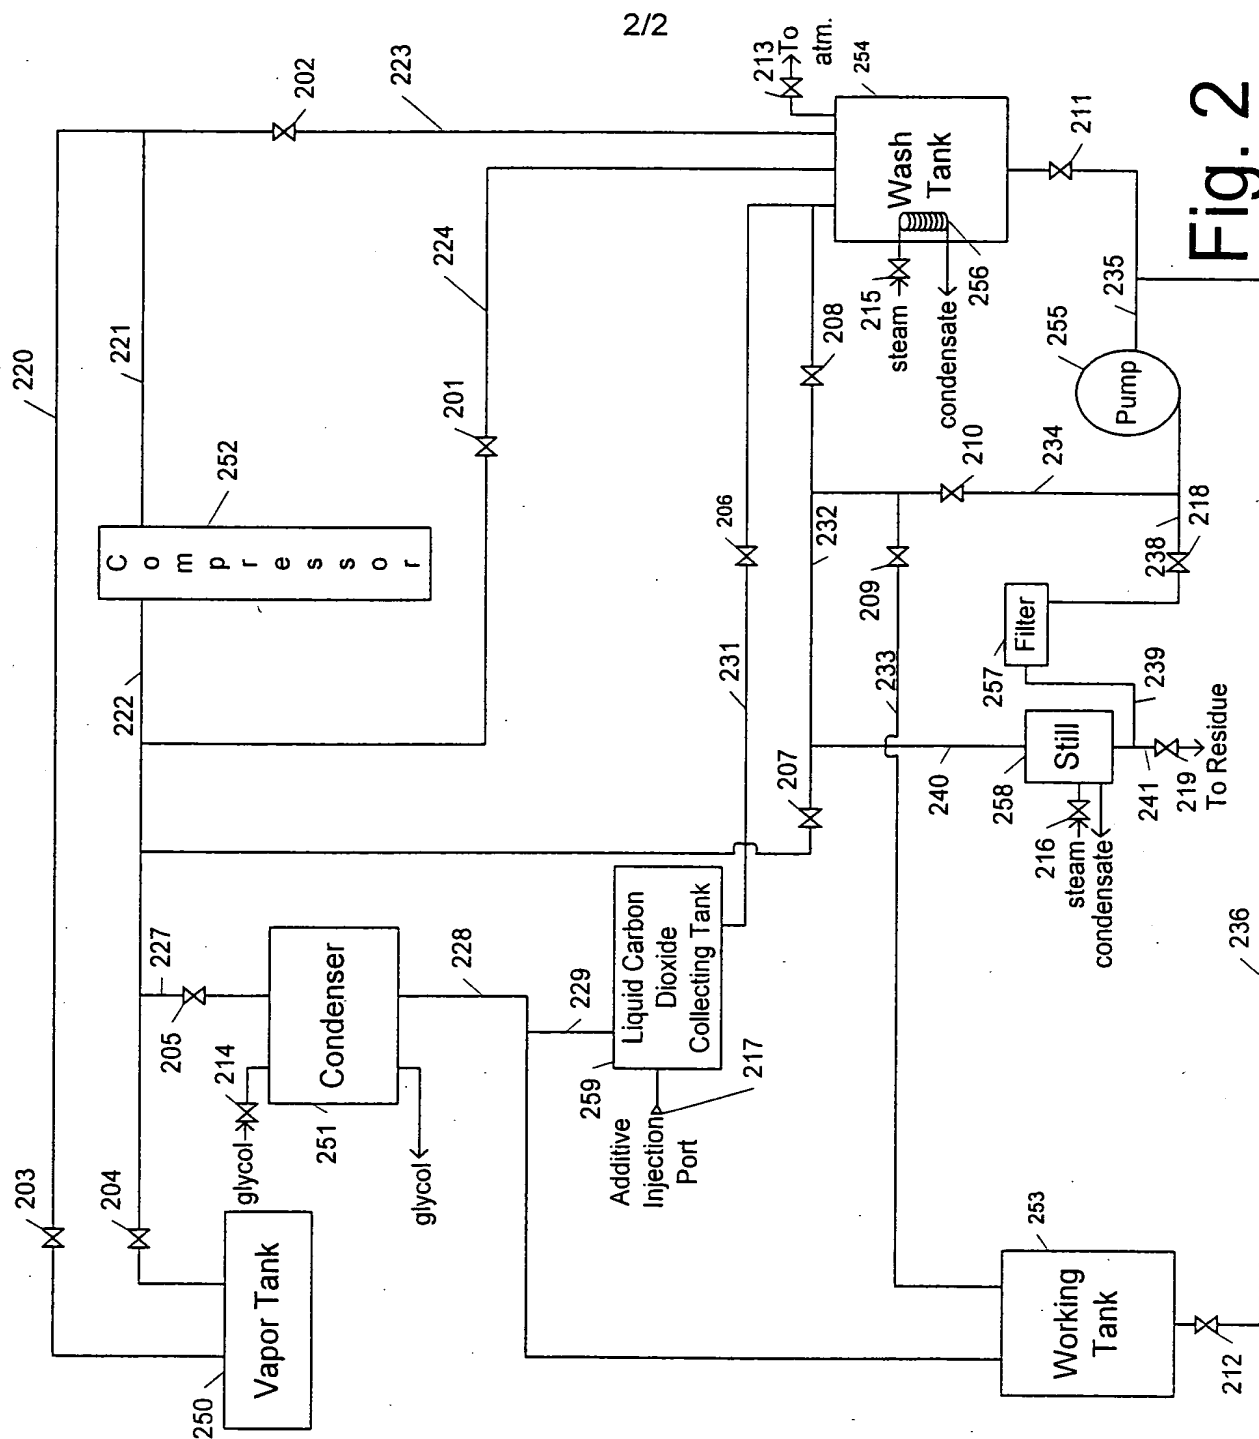 2/2
220
221
202
223
213
To
atm.
254
203
204
222
252
Compressor
201
224
Wash
Tank
211
Fig. 2
227
205
214
glycol
glycol
251
Condenser
228
229
250
Vapor Tank
231
206
232
208
215
steam
condensate
256
255
Pump
235
259
Liquid Carbon
Dioxide
Collecting Tank
217
Additive
Injection
Port
207
233
209
210
234
238
218
257
Filter
239
240
258
Still
216
steam
condensate
241
219
To Residue
236
253
Working
Tank
212